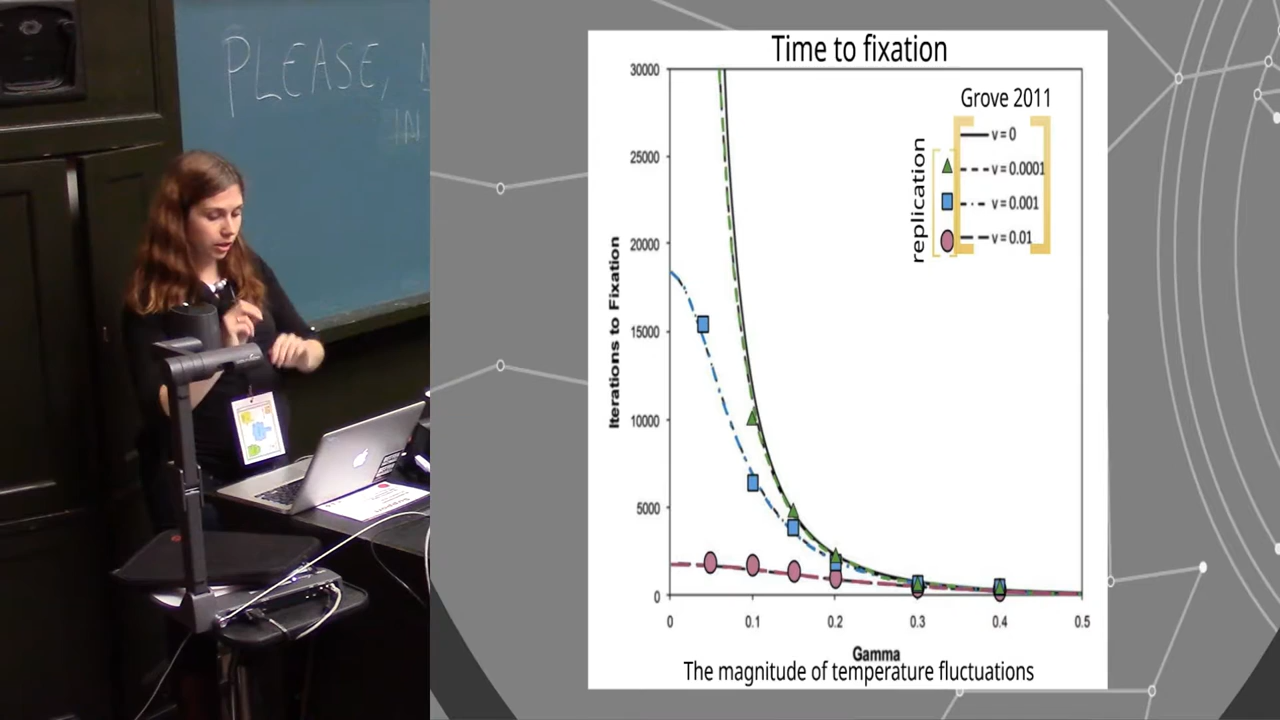 PLEASE,
IN
Time to fixation
30000
25000
20000
15000
10000
5000
0
Iterations to Fixation
Grove 2011
replication
v = 0
v = 0.0001
v = 0.001
v = 0.01
0 0.1 0.2 0.3 0.4 0.5
Gamma
The magnitude of temperature fluctuations